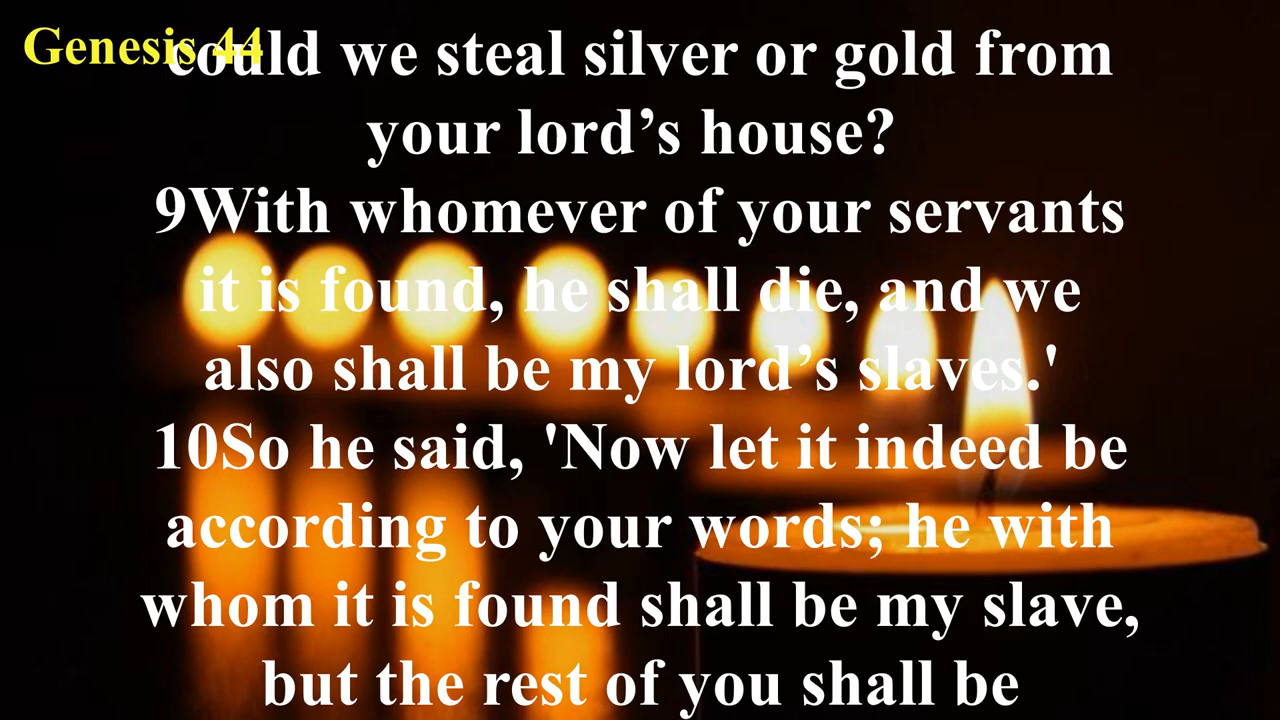 Genesis 44
could we steal silver or gold from
your lord’s house?
9With whomever of your servants
it is found, he shall die, and we
also shall be my lord’s slaves.'
10So he said, 'Now let it indeed be
according to your words; he with
whom it is found shall be my slave,
but the rest of you shall be